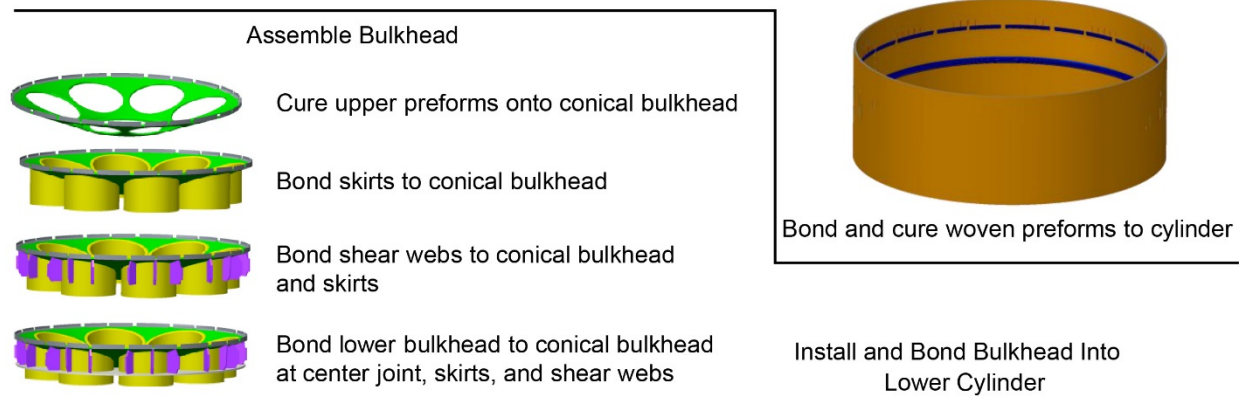 Assemble Bulkhead
Cure upper preforms onto conical bulkhead
Bond skirts to conical bulkhead
Bond shear webs to conical bulkhead
and skirts
Bond lower bulkhead to conical bulkhead
at center joint, skirts, and shear webs
Bond and cure woven preforms to cylinder
Install and Bond Bulkhead Into
Lower Cylinder